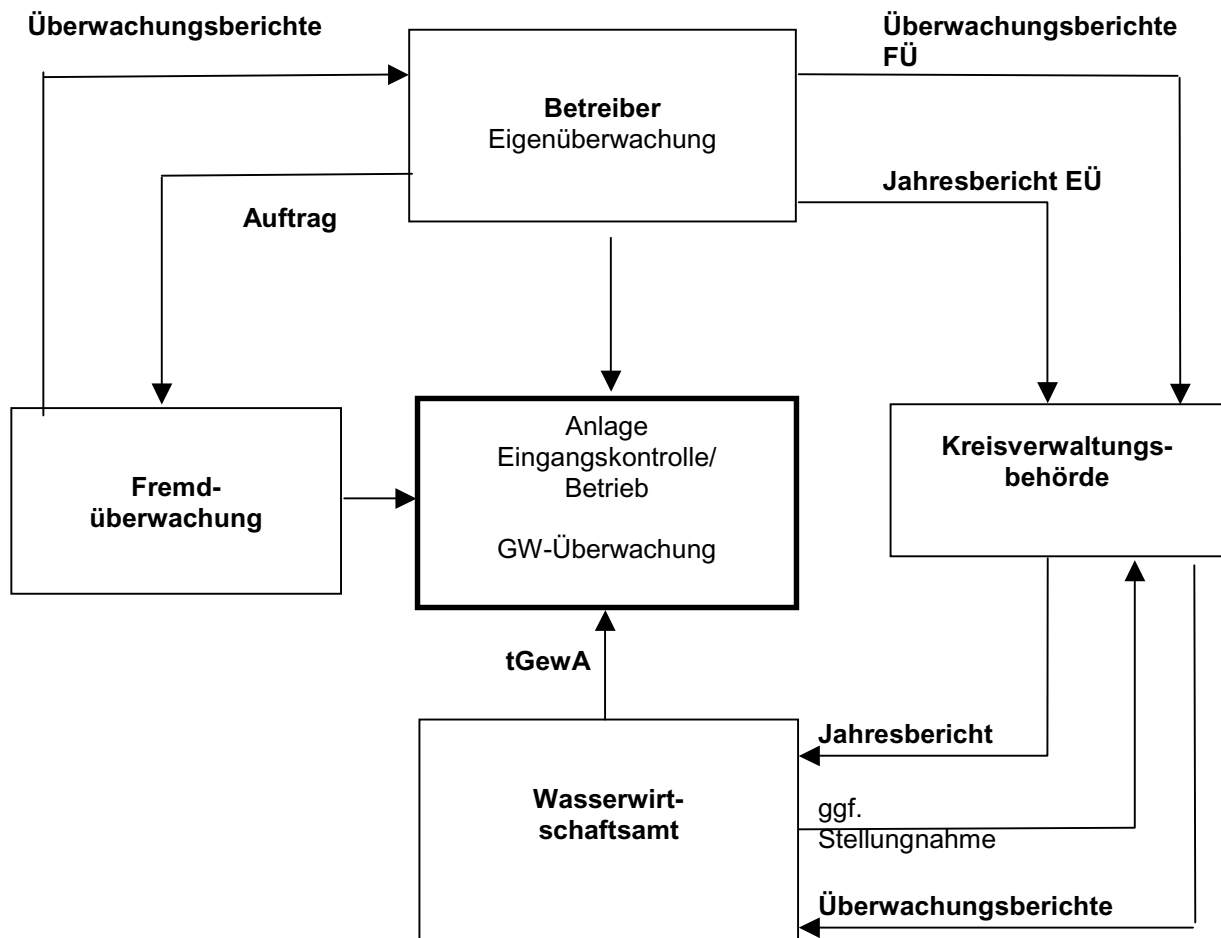 Überwachungsberichte
Überwachungsberichte
FÜ
Betreiber
Eigenüberwachung
Jahresbericht EÜ
Auftrag
Anlage
Eingangskontrolle/
Betrieb
GW-Überwachung
Fremd-
überwachung
Kreisverwaltungs-
behörde
tGewA
Wasserwirt-
schaftsamt
Jahresbericht
ggf.
Stellungnahme
Überwachungsberichte